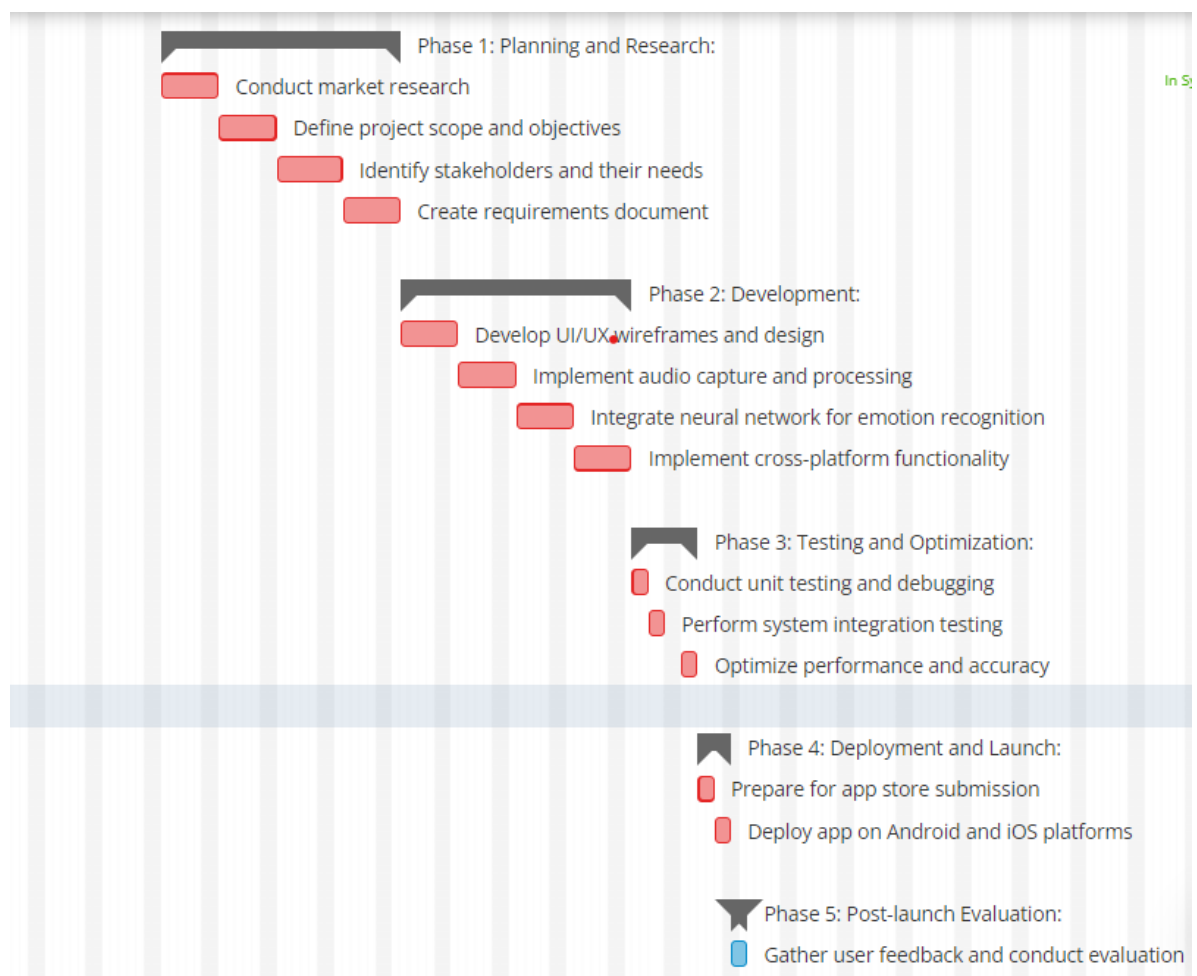 Phase 1: Planning and Research:
Conduct market research
In Sy
Define project scope and objectives
Identify stakeholders and their needs
Create requirements document
Phase 2: Development:
Develop UI/UX wireframes and design
Implement audio capture and processing
Integrate neural network for emotion recognition
Implement cross-platform functionality
Phase 3: Testing and Optimization:
Conduct unit testing and debugging
Perform system integration testing
Optimize performance and accuracy
Phase 4: Deployment and Launch:
Prepare for app store submission
Deploy app on Android and iOS platforms
Phase 5: Post-launch Evaluation:
Gather user feedback and conduct evaluation